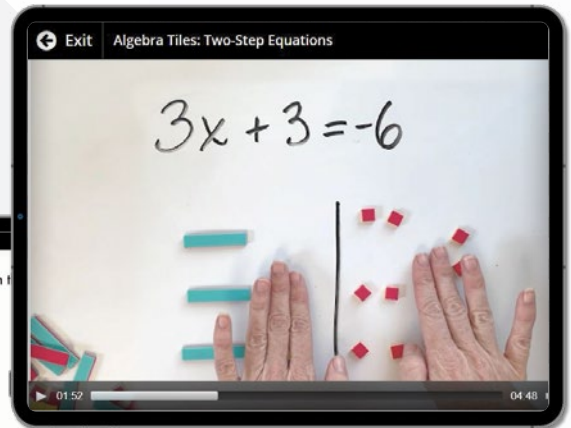 Exit Algebra Tiles: Two-Step Equations
3x + 3 = -6
01:52 04:48